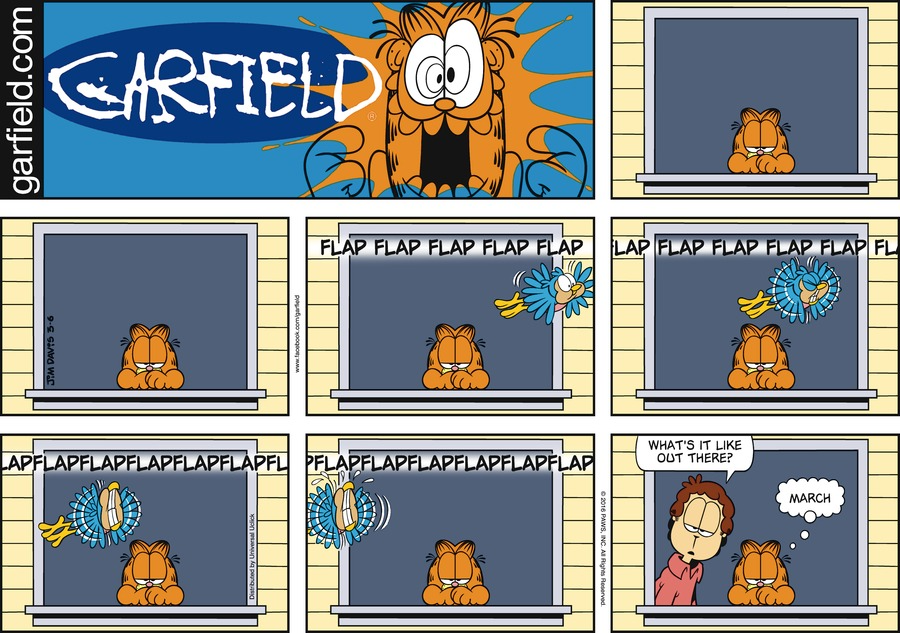 garfield.com
GARFIELD
®
JIM DAVIS 3-6
www.facebook.com/garfield
FLAP FLAP FLAP FLAP FLAP
FLAP FLAP FLAP FLAP FLAP FLA
LAPFLAPFLAPFLAPFLAPFLAPFL
Distributed by Universal Uclick
PFLAPFLAPFLAPFLAPFLAPFLAP
© 2016 PAWS, INC. All Rights Reserved.
WHAT'S IT LIKE
OUT THERE?
MARCH